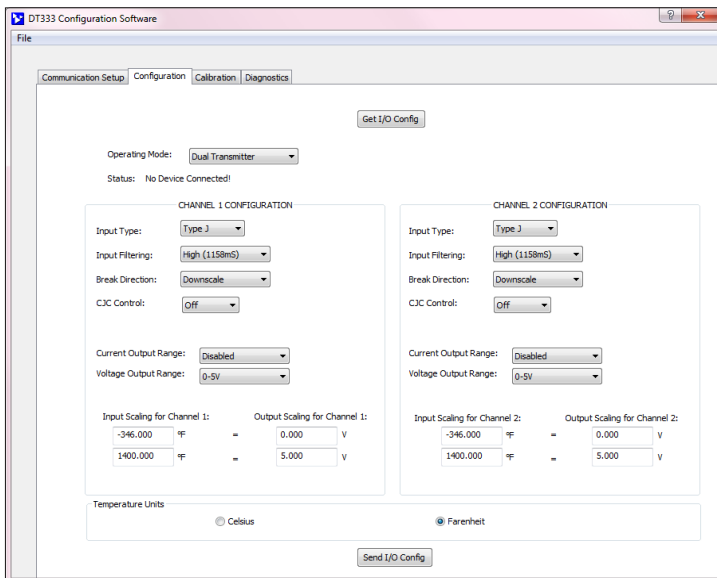 DT333 Configuration Software
File
Communication Setup Configuration Calibration Diagnostics
Get I/O Config
Operating Mode: Dual Transmitter
Status: No Device Connected!
CHANNEL 1 CONFIGURATION
Input Type: Type J
Input Filtering: High (1158mS)
Break Direction: Downscale
CJC Control: Off
Current Output Range: Disabled
Voltage Output Range: 0-5V
Input Scaling for Channel 1: Output Scaling for Channel 1:
-346.000 ºF = 0.000 V
1400.000 ºF = 5.000 V
CHANNEL 2 CONFIGURATION
Input Type: Type J
Input Filtering: High (1158mS)
Break Direction: Downscale
CJC Control: Off
Current Output Range: Disabled
Voltage Output Range: 0-5V
Input Scaling for Channel 2: Output Scaling for Channel 2:
-346.000 ºF = 0.000 V
1400.000 ºF = 5.000 V
Temperature Units
Celsius Farenheit
Send I/O Config